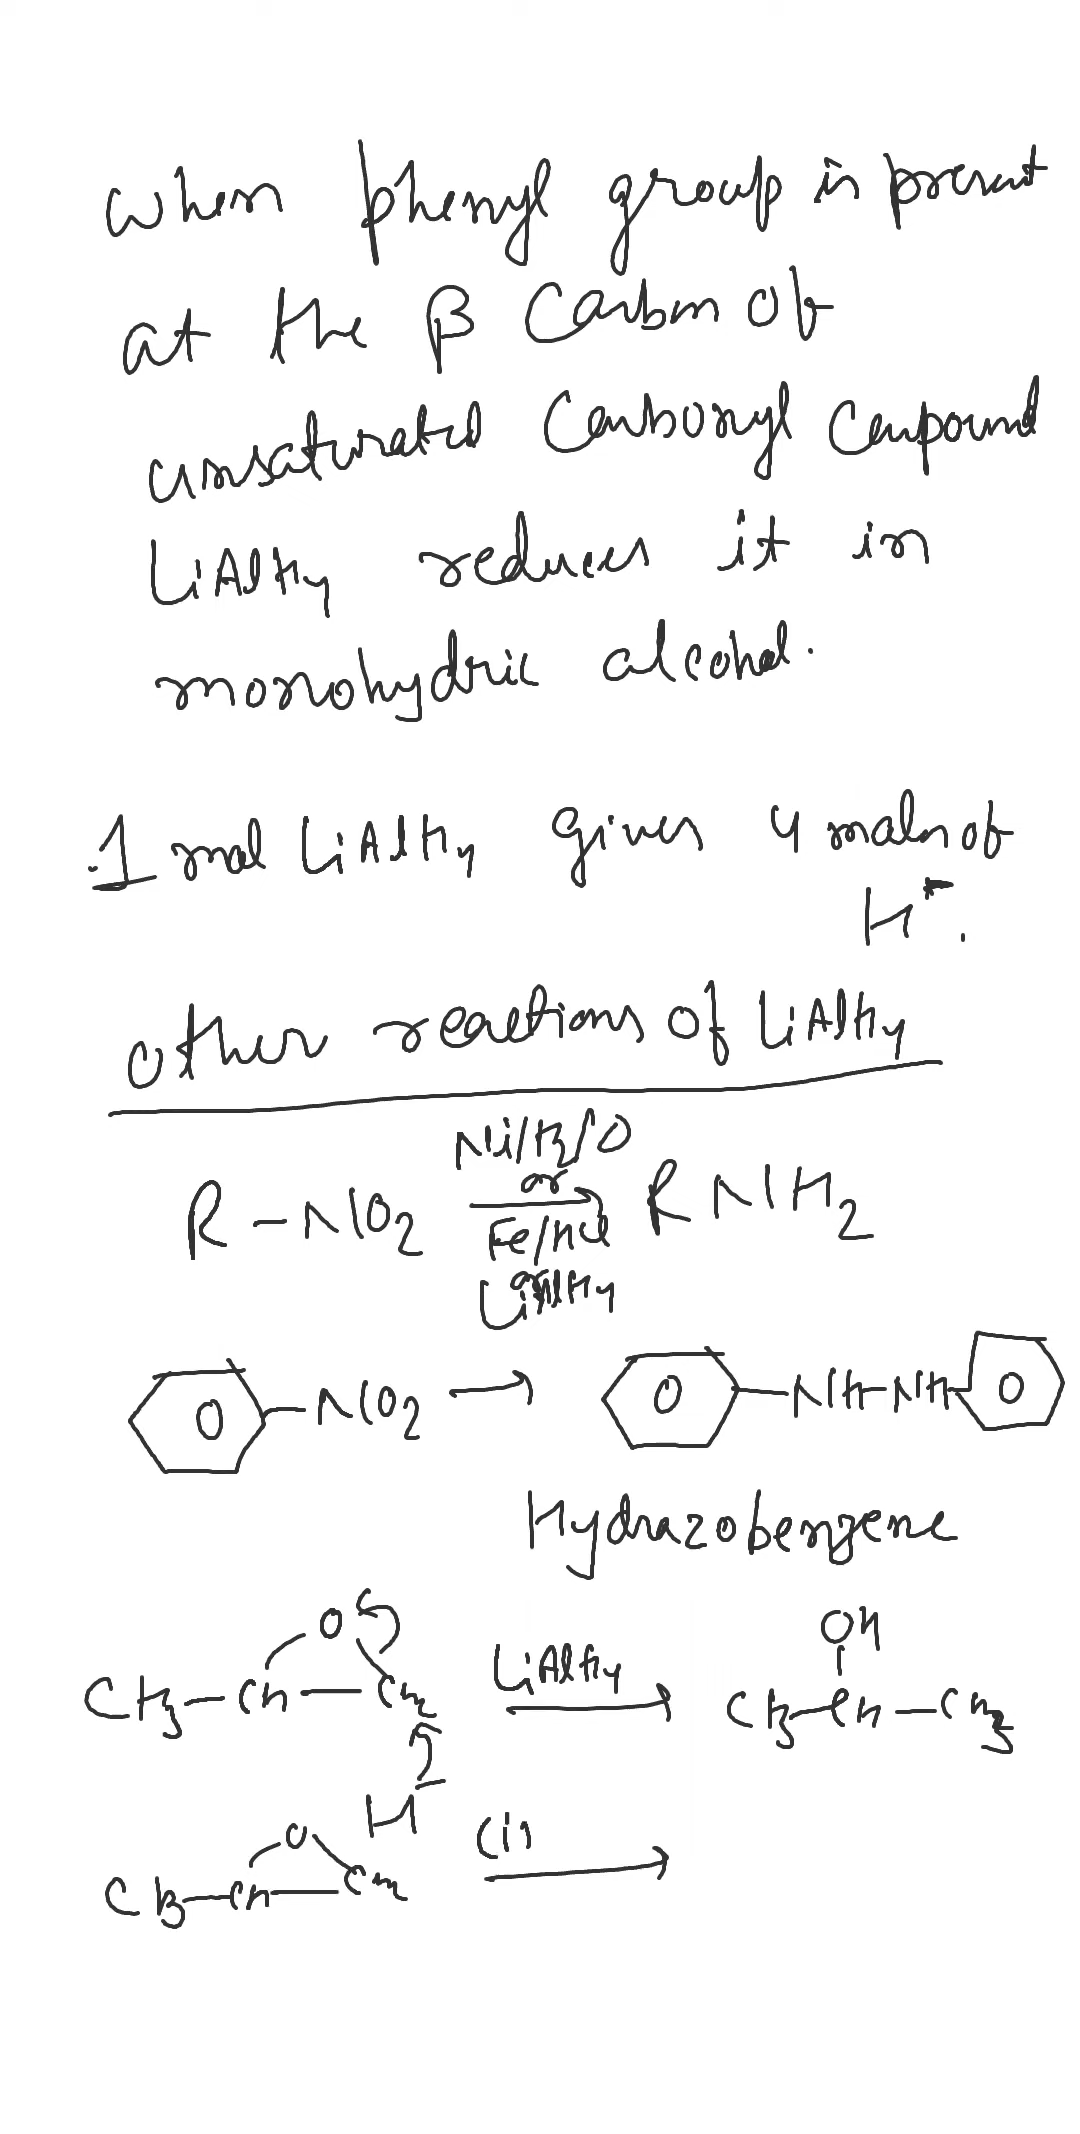 when phenyl group is present
at the β Carbon of
unsaturated Carbonyl Compound
LiAlH4 reduces it in
monohydric alcohol.
1 mol LiAlH4 gives 4 moles of
H-.
other reactions of LiAlH4
Ni/H2/O
or
R-NO2 → RNH2
Fe/HCl
or
LiAlH4
O-NO2 → O-NH-NH-O
Hydrazobenzene
O OH
CH3-CH-CH2 LiAlH4 → CH3-CH-CH3
H-
O
CH3-CH-CH2 →